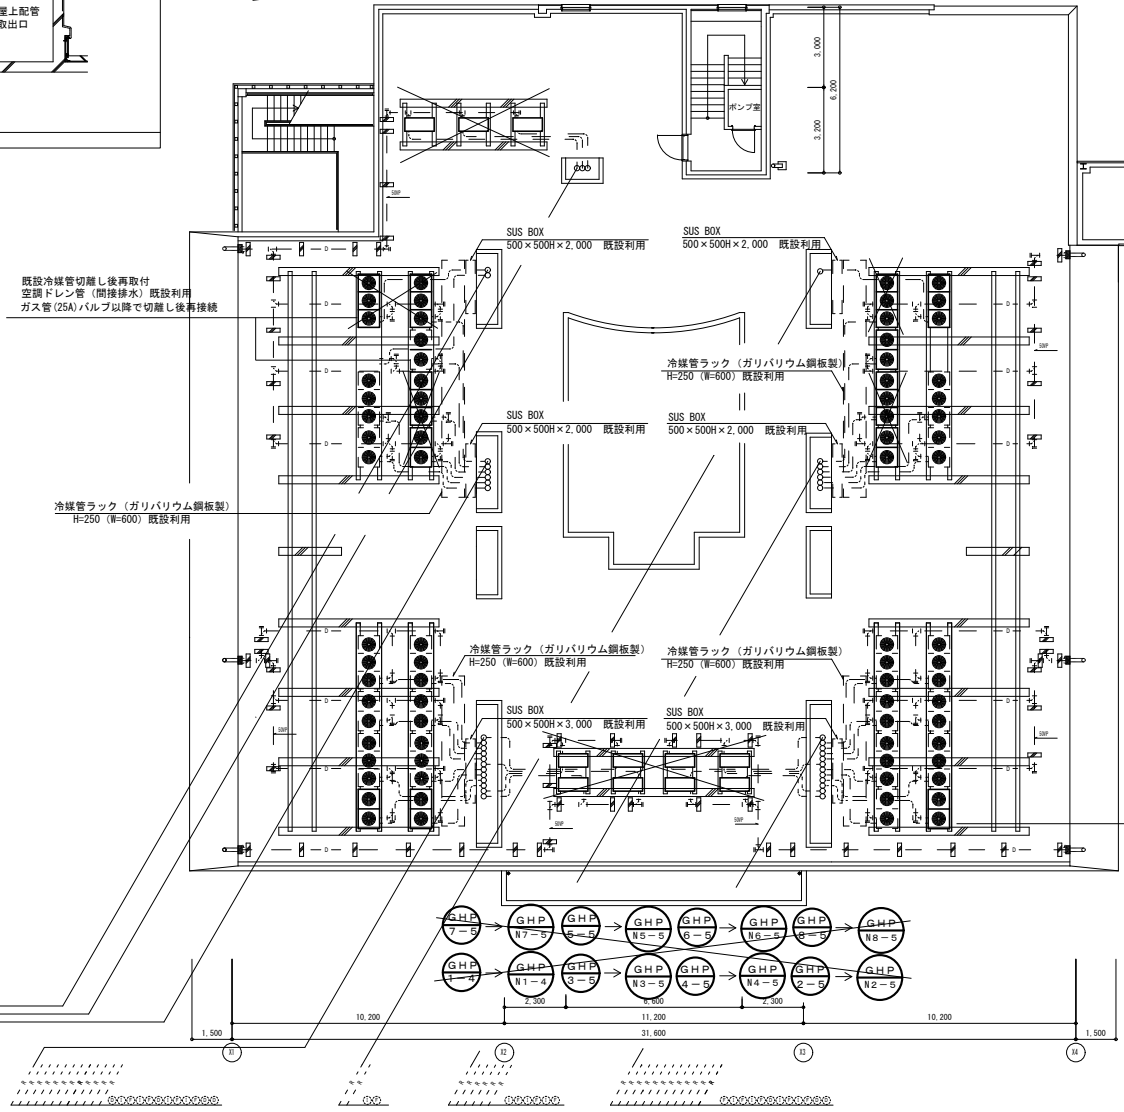 屋上配管
取出口
3,000
6,200
3,200
ポンプ室
50VP
SUS BOX
500×500H×2,000 既設利用
SUS BOX
500×500H×2,000 既設利用
既設冷媒管切離し後再取付
空調ドレン管（間接排水）既設利用
ガス管(25A)バルブ以降で切離し後再接続
冷媒管ラック（ガリバリウム鋼板製）
H=250（W=600）既設利用
50VP
SUS BOX
500×500H×2,000 既設利用
SUS BOX
500×500H×2,000 既設利用
冷媒管ラック（ガリバリウム鋼板製）
H=250（W=600）既設利用
冷媒管ラック（ガリバリウム鋼板製）
H=250（W=600）既設利用
冷媒管ラック（ガリバリウム鋼板製）
H=250（W=600）既設利用
SUS BOX
500×500H×3,000 既設利用
SUS BOX
500×500H×3,000 既設利用
50VP
50VP
50VP
50VP
GHP
7-5
GHP
N7-5
GHP
5-5
GHP
N5-5
GHP
6-5
GHP
N6-5
GHP
8-5
GHP
N8-5
GHP
1-4
GHP
N1-4
GHP
3-5
GHP
N3-5
GHP
4-5
GHP
N4-5
GHP
2-5
GHP
N2-5
2,300
6,600
2,300
10,200
11,200
10,200
1,500
31,600
1,500
X1
X2
X3
X4